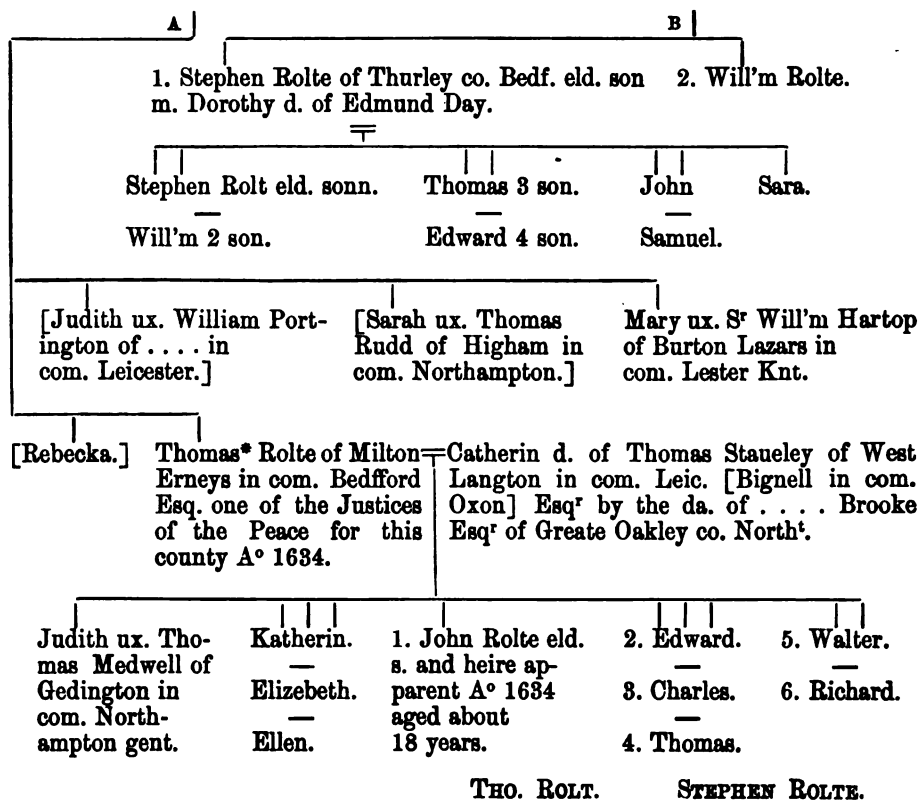 A B
1. Stephen Rolte of Thurley co. Bedf. eld. son 2. Will'm Rolte.
m. Dorothy d. of Edmund Day.
Stephen Rolt eld. sonn. Thomas 3 son. John Sara.
Will'm 2 son. Edward 4 son. Samuel.
[Judith ux. William Port-
ington of . . . . in
com. Leicester.]
[Sarah ux. Thomas
Rudd of Higham in
com. Northampton.]
Mary ux. Sʳ Will'm Hartop
of Burton Lazars in
com. Lester Knt.
[Rebecka.]
Thomas* Rolte of Milton
Erneys in com. Bedfford
Esq. one of the Justices
of the Peace for this
county Aᵒ 1634.
Catherin d. of Thomas Staueley of West
Langton in com. Leic. [Bignell in com.
Oxon] Esqʳ by the da. of . . . . Brooke
Esqʳ of Greate Oakley co. Northᵗ.
Judith ux. Tho-
mas Medwell of
Gedington in
com. North-
ampton gent.
Katherin.
Elizebeth.
Ellen.
1. John Rolte eld.
s. and heire ap-
parent Aᵒ 1634
aged about
18 years.
2. Edward.
3. Charles.
4. Thomas.
5. Walter.
6. Richard.
THO. ROLT. STEPHEN ROLTE.